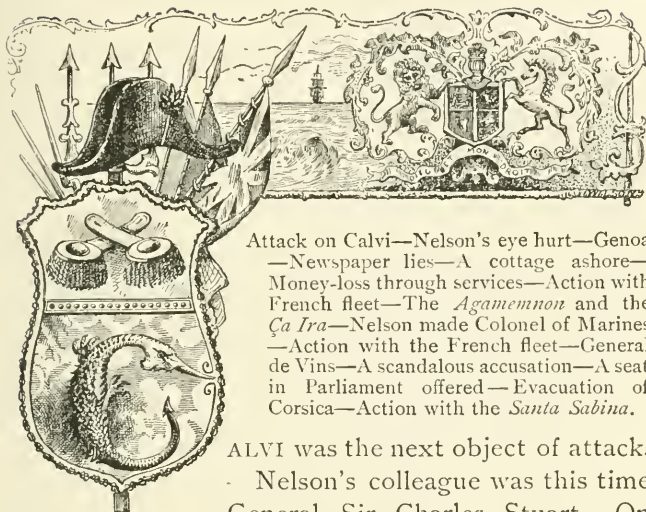 Attack on Calvi—Nelson's eye hurt—Genoa
—Newspaper lies—A cottage ashore—
Money-loss through services—Action with
French fleet—The Agamemnon and the
Ça Ira—Nelson made Colonel of Marines
—Action with the French fleet—General
de Vins—A scandalous accusation—A seat
in Parliament offered—Evacuation of
Corsica—Action with the Santa Sabina.
ALVI was the next object of attack.
Nelson's colleague was this time
General Sir Charles Stuart. On